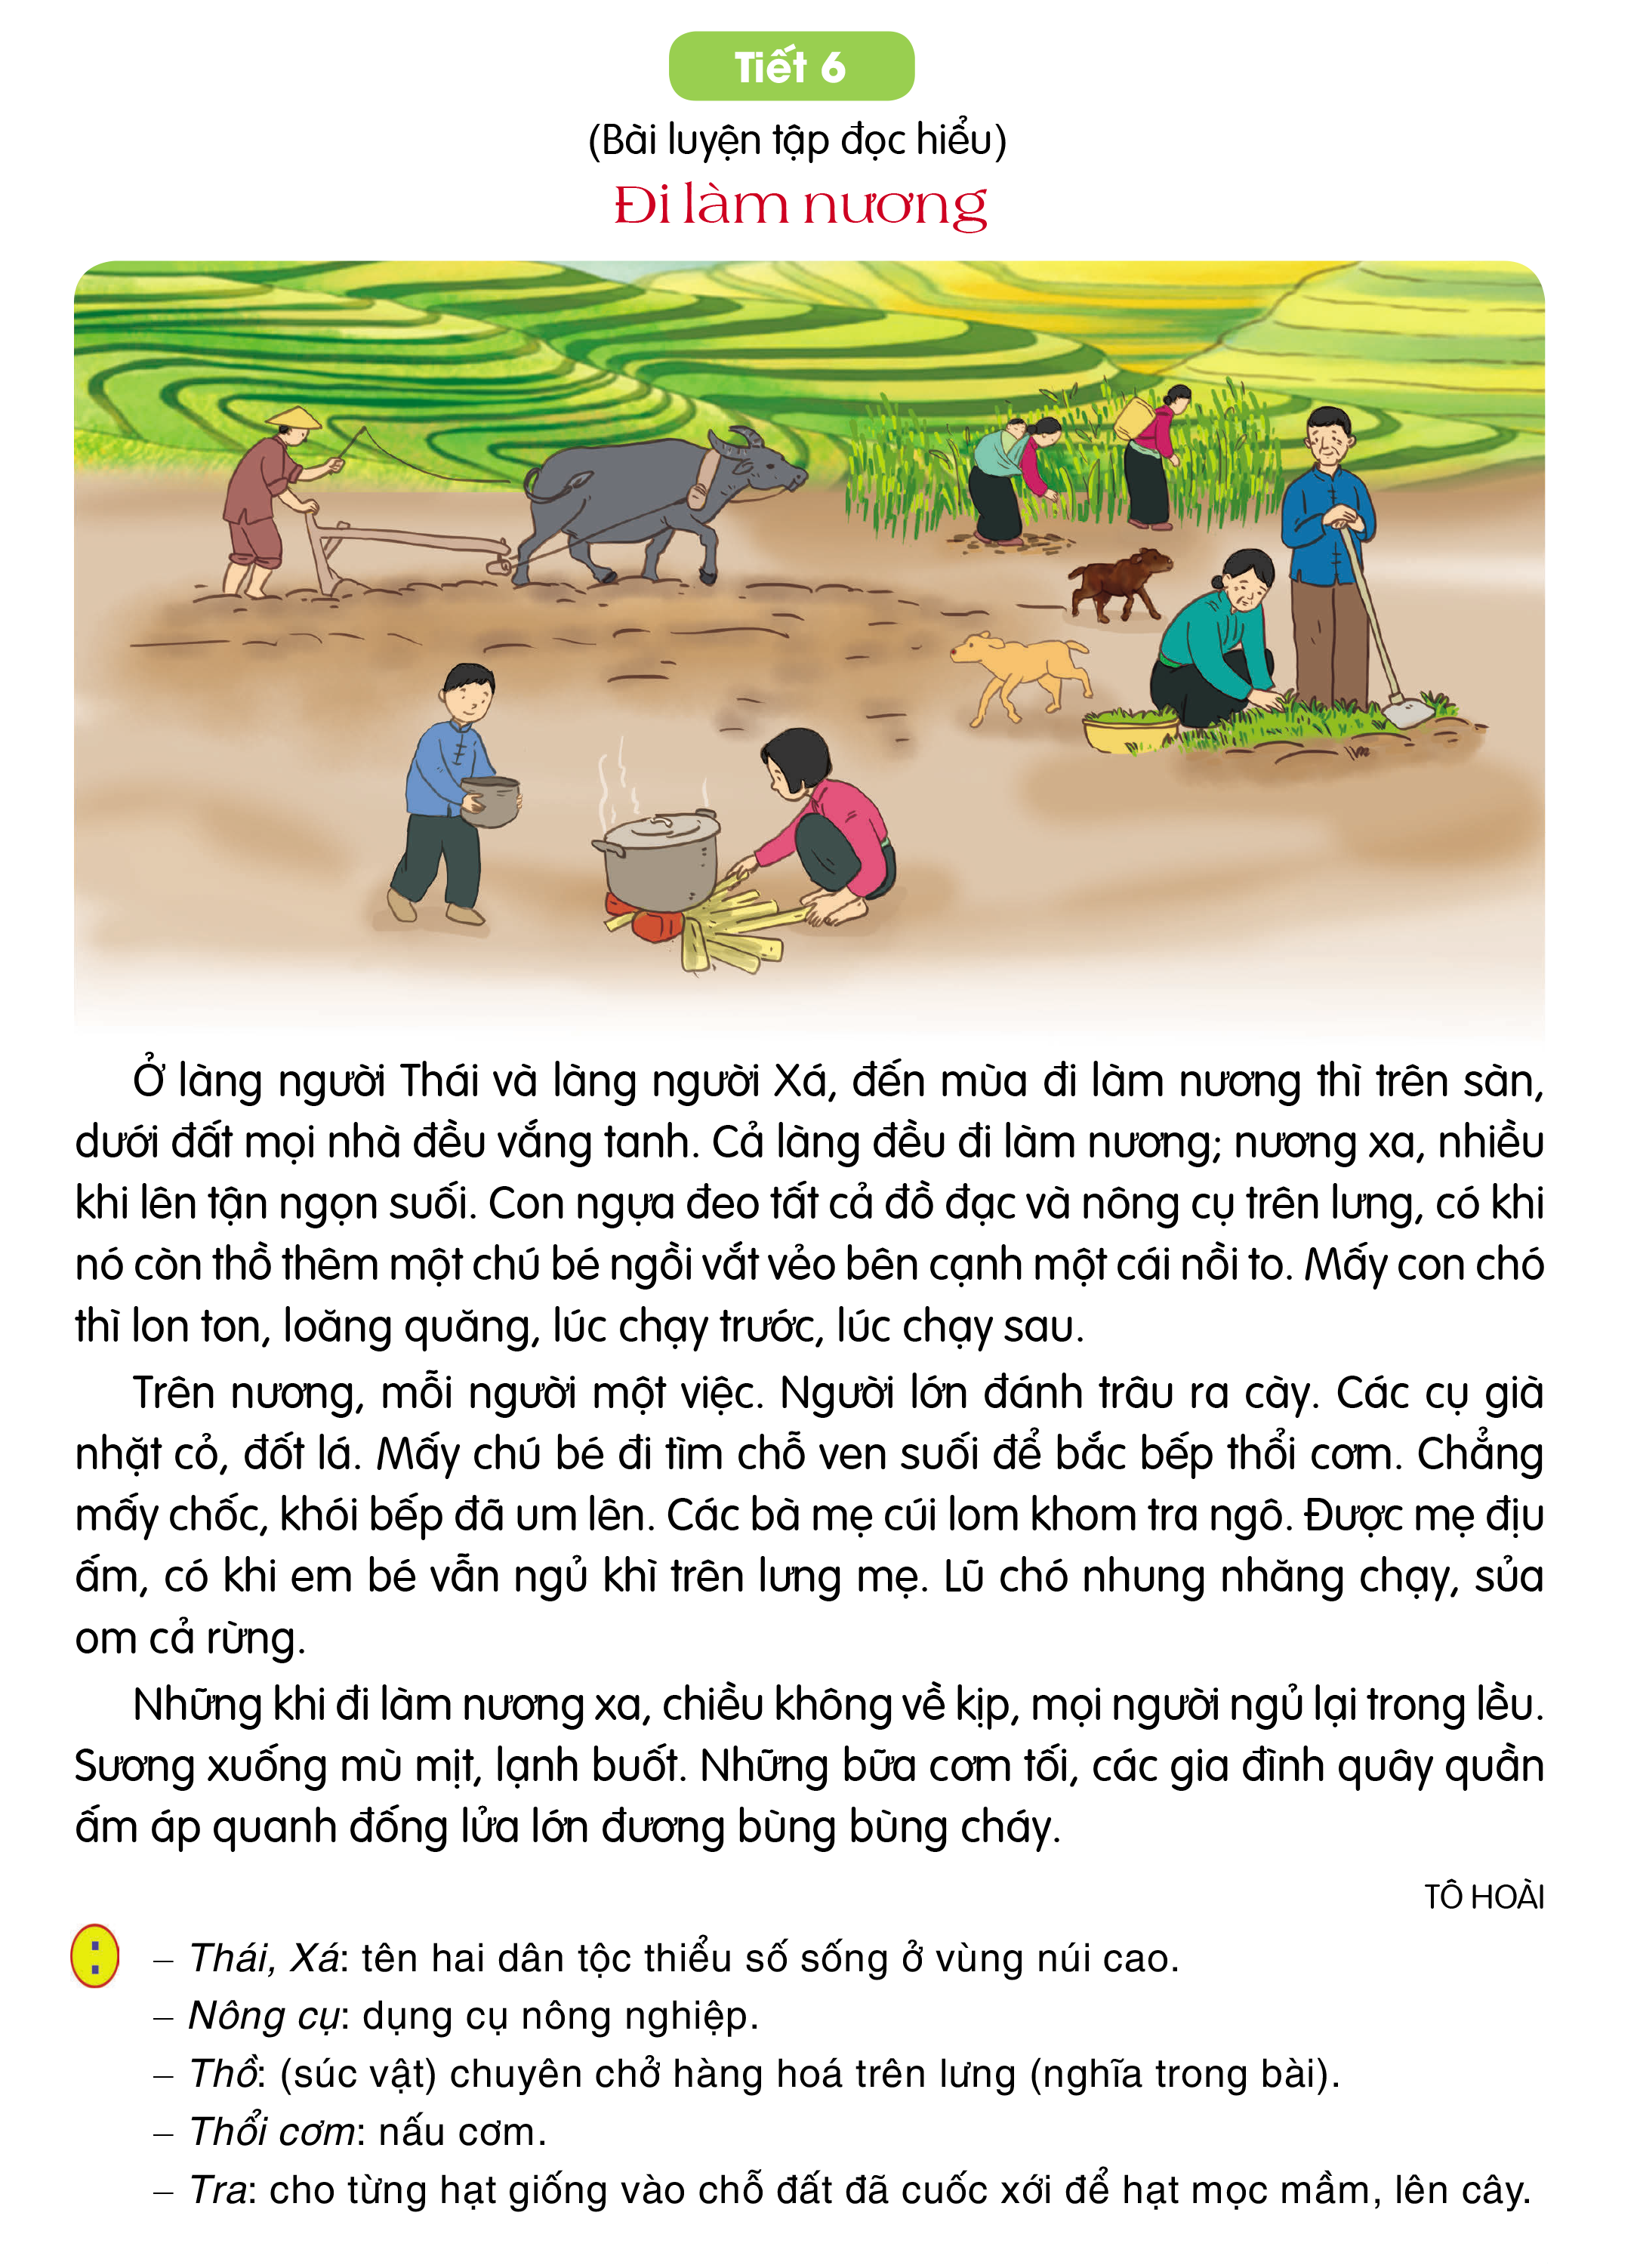 Tiết 6
(Bài luyện tập đọc hiểu)
Đi làm nương
Ở làng người Thái và làng người Xá, đến mùa đi làm nương thì trên sàn,
dưới đất mọi nhà đều vắng tanh. Cả làng đều đi làm nương; nương xa, nhiều
khi lên tận ngọn suối. Con ngựa đeo tất cả đồ đạc và nông cụ trên lưng, có khi
nó còn thồ thêm một chú bé ngồi vắt vẻo bên cạnh một cái nồi to. Mấy con chó
thì lon ton, loăng quăng, lúc chạy trước, lúc chạy sau.
Trên nương, mỗi người một việc. Người lớn đánh trâu ra cày. Các cụ già
nhặt cỏ, đốt lá. Mấy chú bé đi tìm chỗ ven suối để bắc bếp thổi cơm. Chẳng
mấy chốc, khói bếp đã um lên. Các bà mẹ cúi lom khom tra ngô. Được mẹ địu
ấm, có khi em bé vẫn ngủ khì trên lưng mẹ. Lũ chó nhung nhăng chạy, sủa
om cả rừng.
Những khi đi làm nương xa, chiều không về kịp, mọi người ngủ lại trong lều.
Sương xuống mù mịt, lạnh buốt. Những bữa cơm tối, các gia đình quây quần
ấm áp quanh đống lửa lớn đương bùng bùng cháy.
TÔ HOÀI
:
– Thái, Xá: tên hai dân tộc thiểu số sống ở vùng núi cao.
– Nông cụ: dụng cụ nông nghiệp.
– Thồ: (súc vật) chuyên chở hàng hoá trên lưng (nghĩa trong bài).
– Thổi cơm: nấu cơm.
– Tra: cho từng hạt giống vào chỗ đất đã cuốc xới để hạt mọc mầm, lên cây.